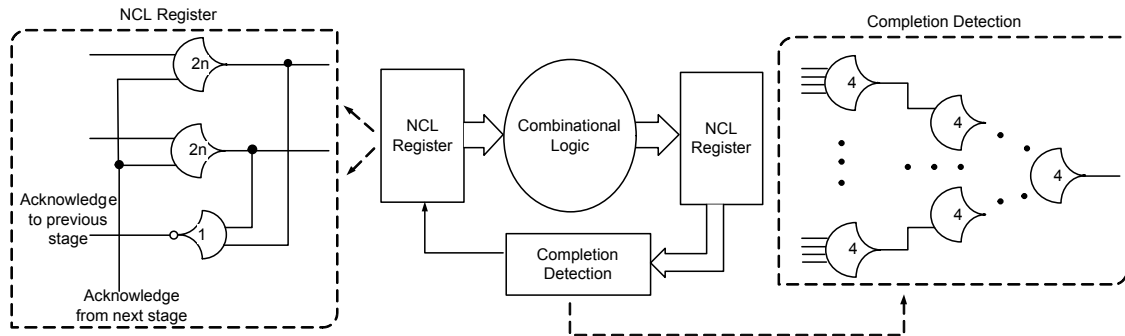 NCL Register
2n
2n
1
Acknowledge
to previous
stage
Acknowledge
from next stage
NCL
Register
Combinational
Logic
NCL
Register
Completion
Detection
Completion Detection
4
4
4
4
4